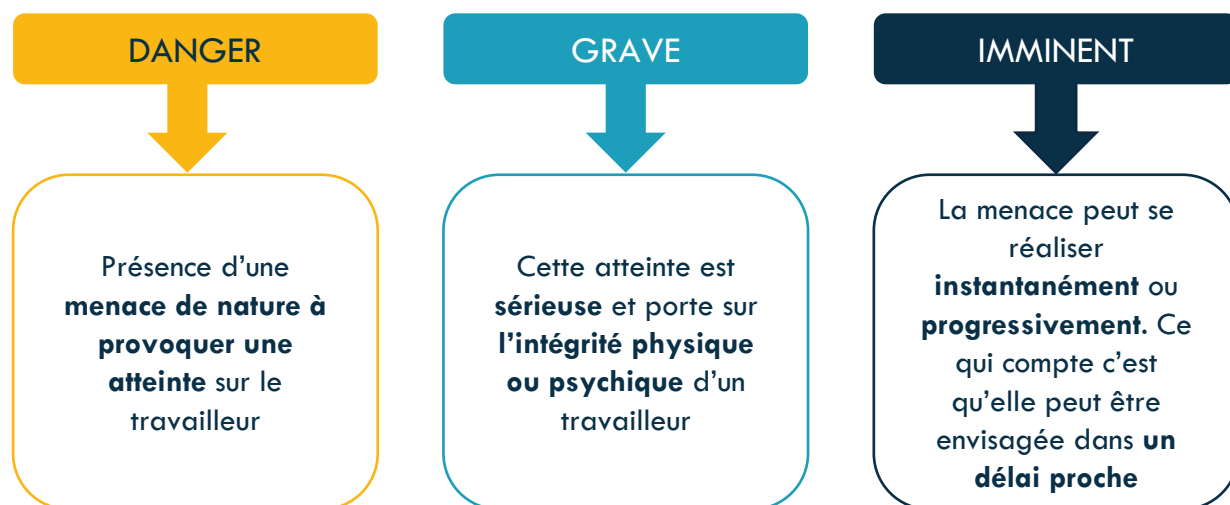 DANGER
Présence d’une
menace de nature à
provoquer une
atteinte sur le
travailleur
GRAVE
Cette atteinte est
sérieuse et porte sur
l’intégrité physique
ou psychique d’un
travailleur
IMMINENT
La menace peut se
réaliser
instantanément ou
progressivement. Ce
qui compte c’est
qu’elle peut être
envisagée dans un
délai proche